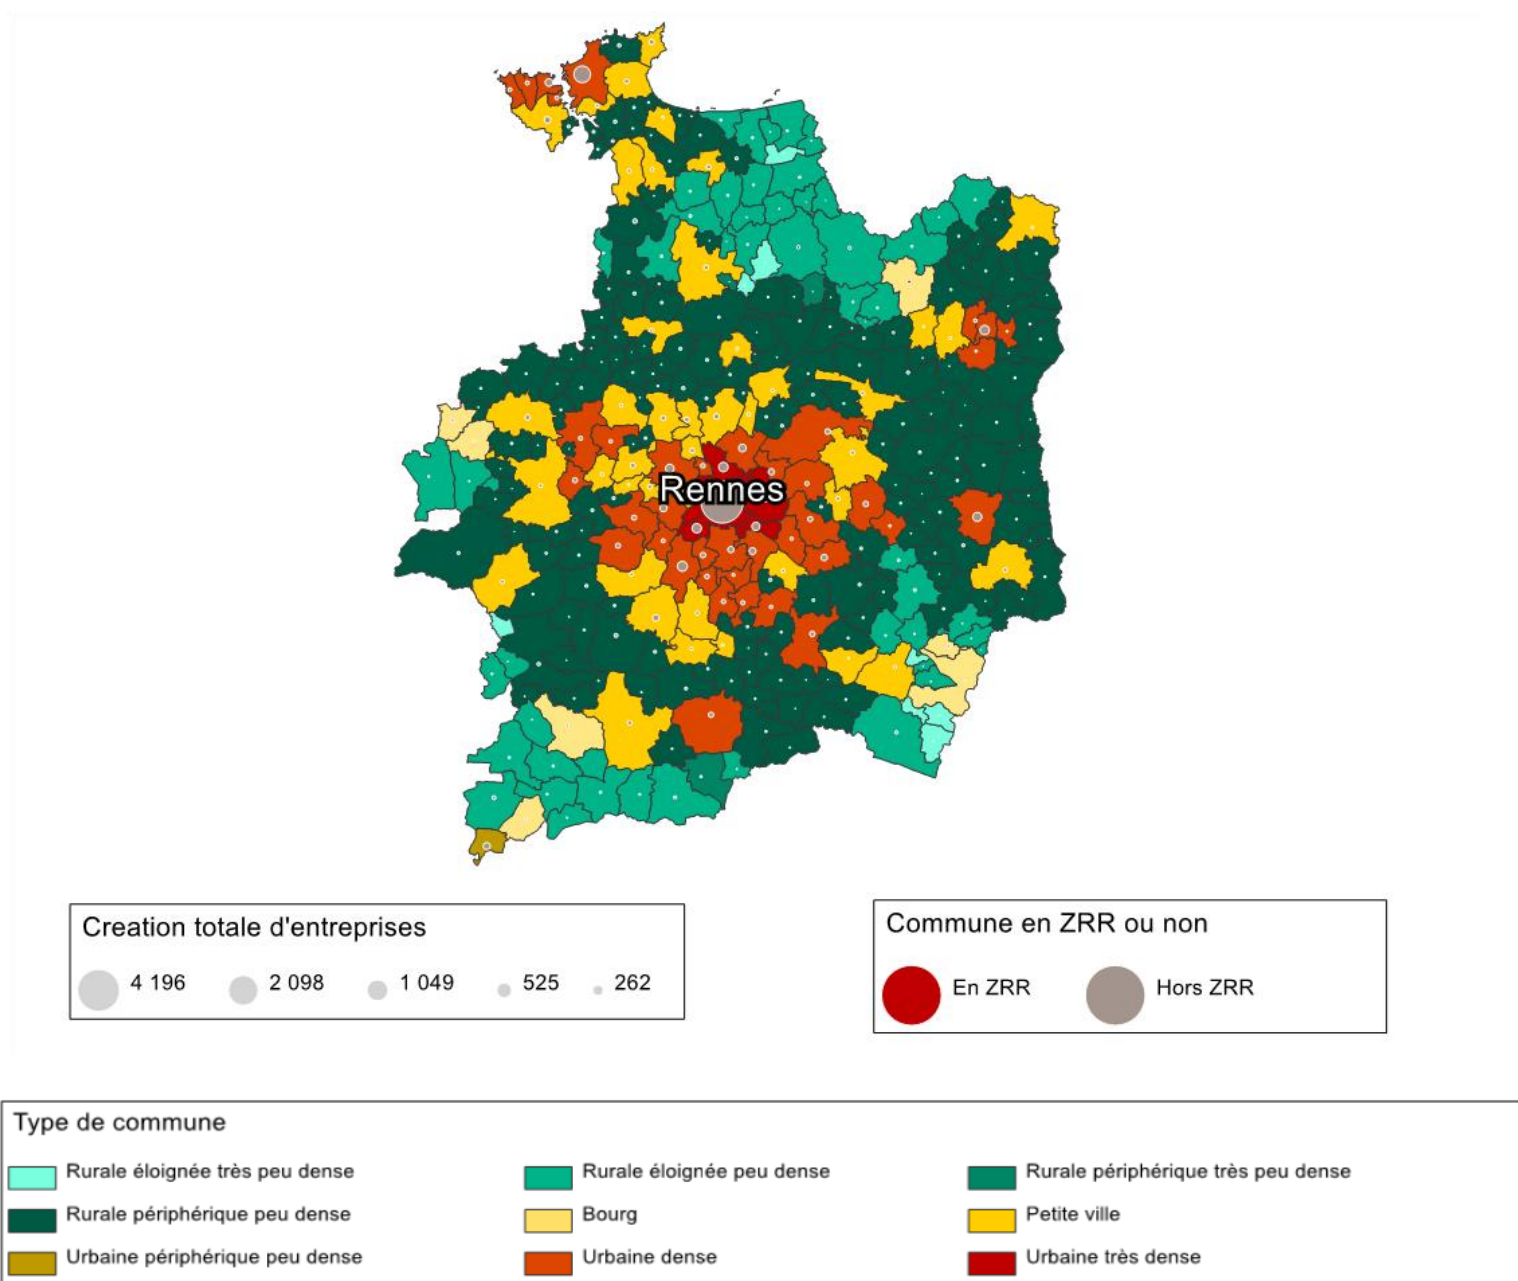 Rennes
Creation totale d'entreprises
4 196 2 098 1 049 525 262
Commune en ZRR ou non
En ZRR Hors ZRR
Type de commune
Rurale éloignée très peu dense Rurale éloignée peu dense Rurale périphérique très peu dense
Rurale périphérique peu dense Bourg Petite ville
Urbaine périphérique peu dense Urbaine dense Urbaine très dense